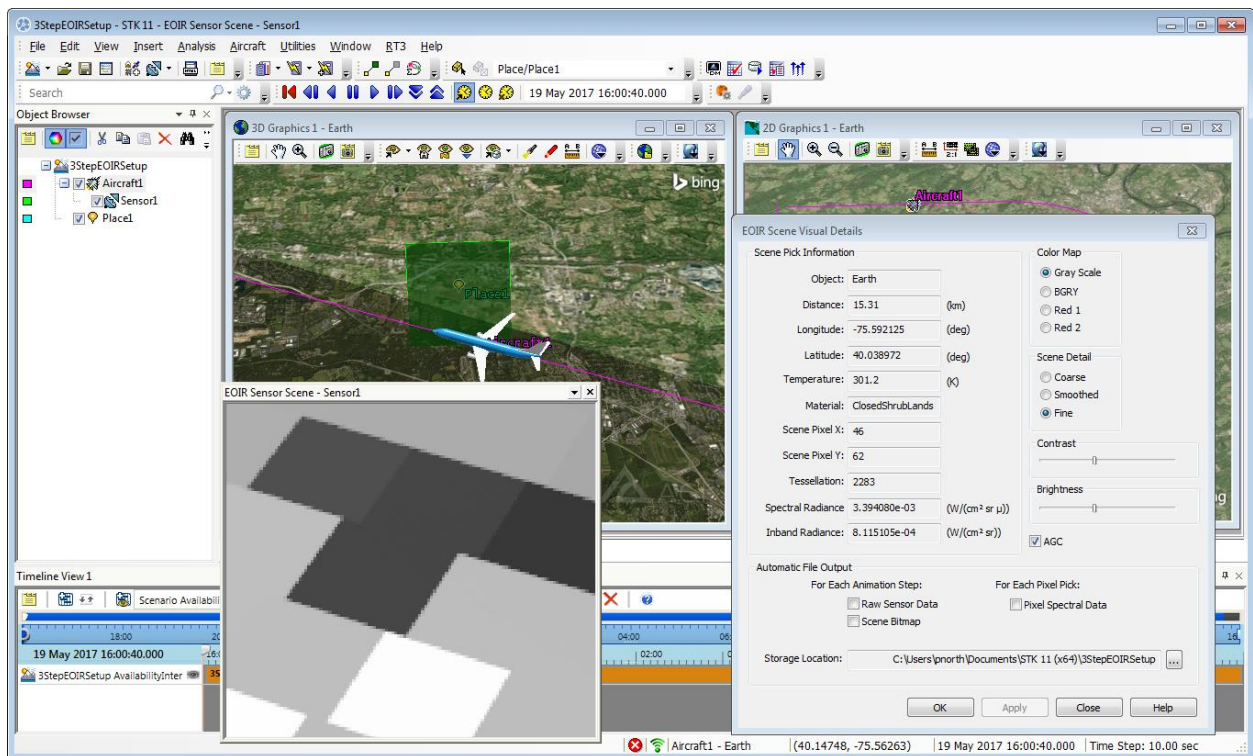 3StepEOIRSetup - STK 11 - EOIR Sensor Scene - Sensor1
File Edit View Insert Analysis Aircraft Utilities Window RT3 Help
Place/Place1
Search
19 May 2017 16:00:40.000
Object Browser
3StepEOIRSetup
Aircraft1
Sensor1
Place1
3D Graphics 1 - Earth
bing
Place1
2D Graphics 1 - Earth
Aircraft1
EOIR Sensor Scene - Sensor1
EOIR Scene Visual Details
Scene Pick Information
Object: Earth
Distance: 15.31 (km)
Longitude: -75.592125 (deg)
Latitude: 40.038972 (deg)
Temperature: 301.2 (K)
Material: ClosedShrubLands
Scene Pixel X: 46
Scene Pixel Y: 62
Tessellation: 2283
Spectral Radiance 3.394080e-03 (W/(cm² sr μ))
Inband Radiance: 8.115105e-04 (W/(cm² sr))
Color Map
Gray Scale
BGRY
Red 1
Red 2
Scene Detail
Coarse
Smoothed
Fine
Contrast
Brightness
AGC
Automatic File Output
For Each Animation Step:
Raw Sensor Data
Scene Bitmap
For Each Pixel Pick:
Pixel Spectral Data
Storage Location: C:\Users\pnorth\Documents\STK 11 (x64)\3StepEOIRSetup ...
OK Apply Close Help
Timeline View 1
18:00
04:00
02:00
19 May 2017 16:00:40.000
3StepEOIRSetup AvailabilityInter
Aircraft1 - Earth (40.14748, -75.56263) 19 May 2017 16:00:40.000 Time Step: 10.00 sec